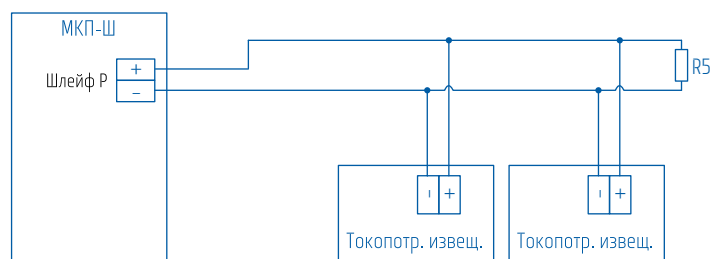 МКП-Ш
Шлейф Р
+
–
R5
- +
- +
Токопотр. извещ.
Токопотр. извещ.